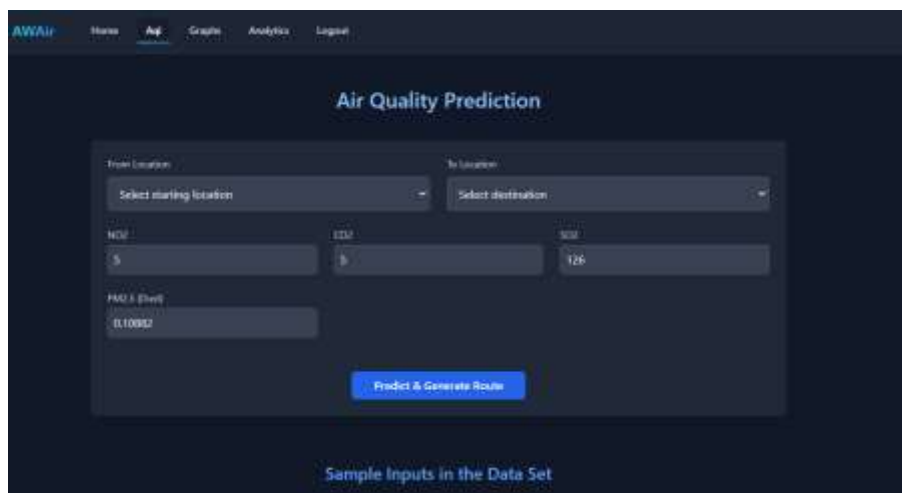 AWAir Home Aqi Graphs Analytics Logout
Air Quality Prediction
From Location To Location
Select starting location Select destination
NO2 CO2 SO2
5 5 126
PM2.5 (Dust)
0.10882
Predict & Generate Route
Sample Inputs in the Data Set